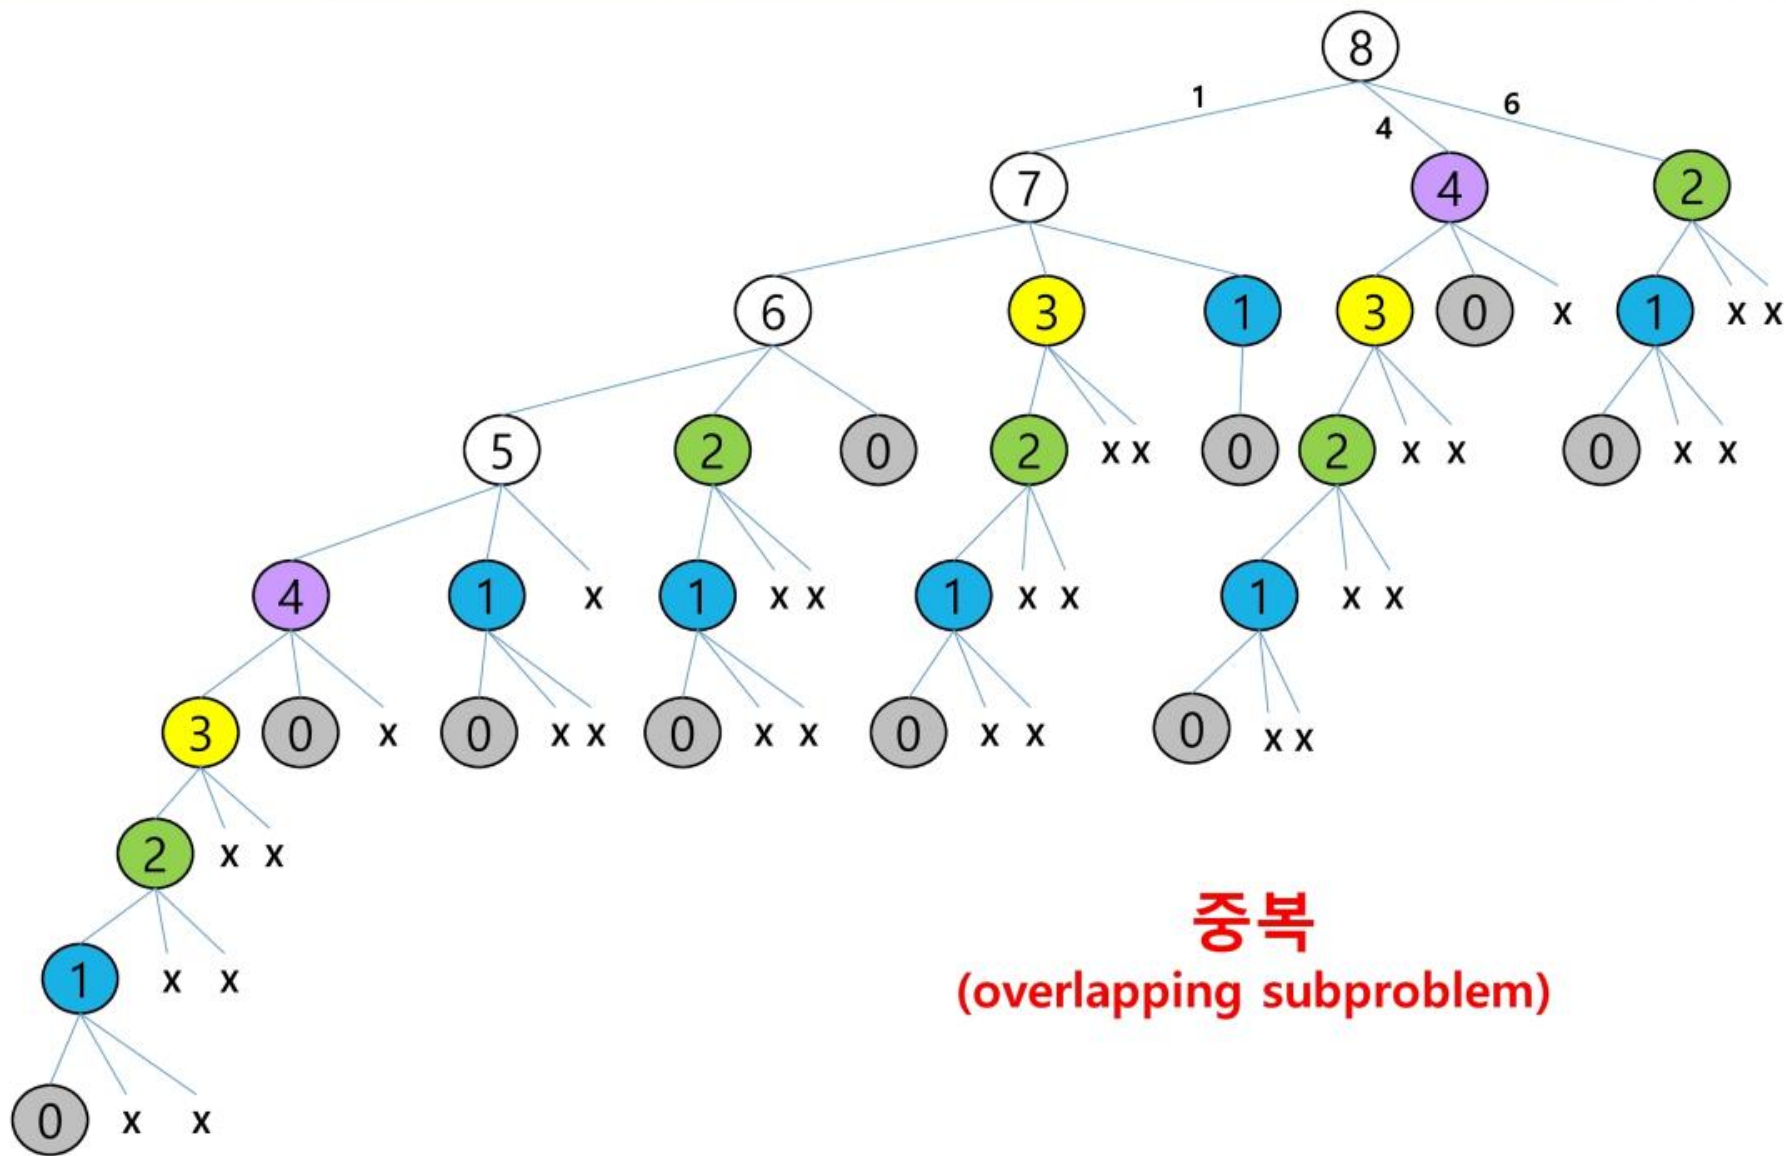 8
1 4 6
7 4 2
6 3 1 3 0 x 1 x x
5 2 0 2 x x 0 2 x x 0 x x
4 1 x 1 x x 1 x x 1 x x
3 0 x 0 x x 0 x x 0 x x 0 x x
2 x x
중복
1 x x
(overlapping subproblem)
0 x x